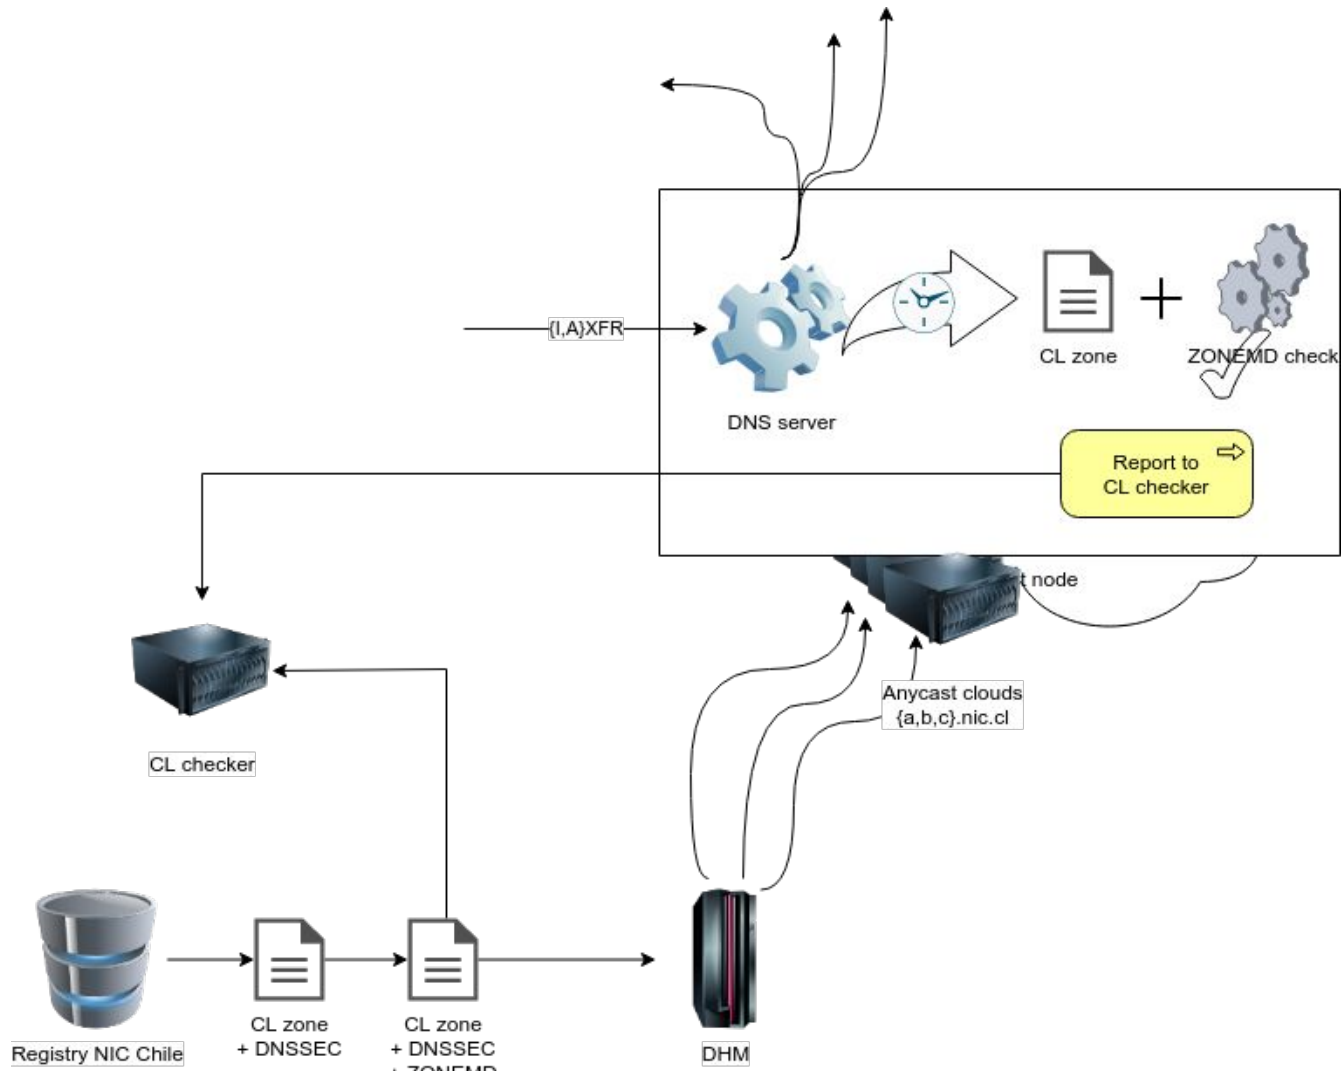 {I,A}XFR
DNS server
CL zone
ZONEMD check
Report to
CL checker
t node
Anycast clouds
{a,b,c}.nic.cl
CL checker
Registry NIC Chile
CL zone
+ DNSSEC
CL zone
+ DNSSEC
+ ZONEMD
DHM